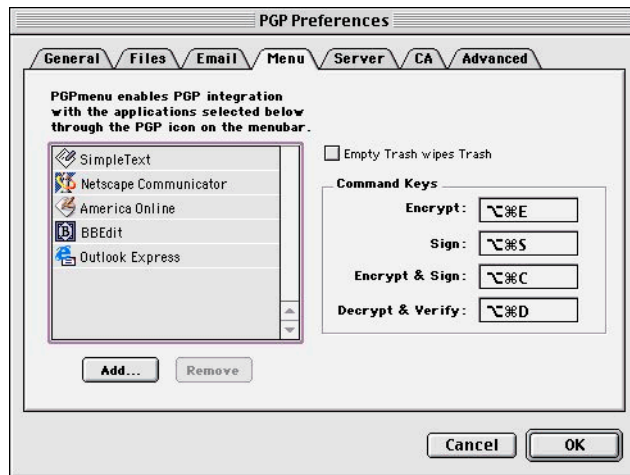 PGP Preferences
General Files Email Menu Server CA Advanced
PGPmenu enables PGP integration
with the applications selected below
through the PGP icon on the menubar.
SimpleText
Netscape Communicator
America Online
BBEdit
Outlook Express
Add...
Remove
Empty Trash wipes Trash
Command Keys
Encrypt: ⌥⌘E
Sign: ⌥⌘S
Encrypt & Sign: ⌥⌘C
Decrypt & Verify: ⌥⌘D
Cancel
OK